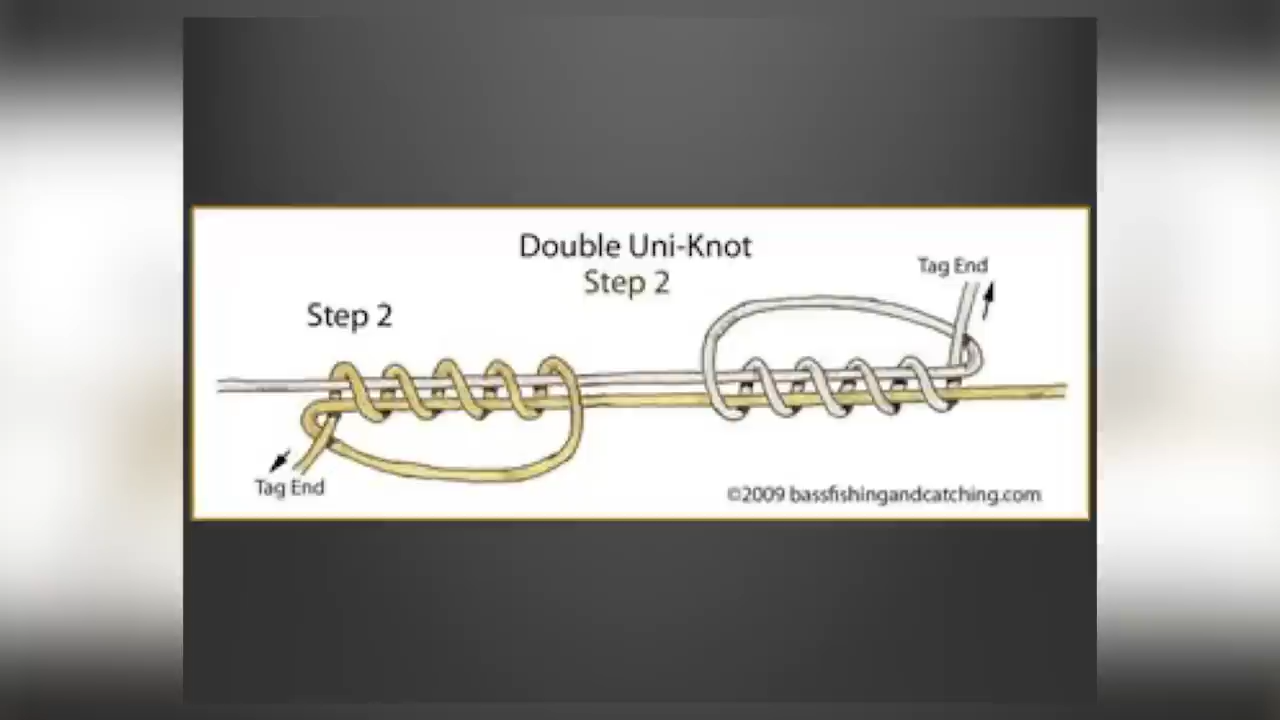 Double Uni-Knot
Step 2
Tag End
Step 2
Tag End
©2009 bassfishingandcatching.com